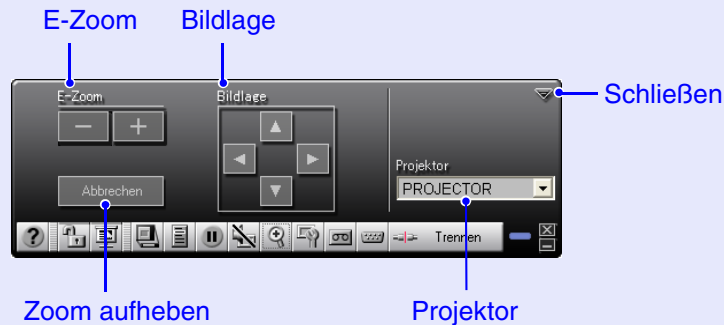 E-Zoom
Bildlage
Schließen
E-Zoom
Bildlage
Abbrechen
Projektor
PROJECTOR
Trennen
Zoom aufheben
Projektor